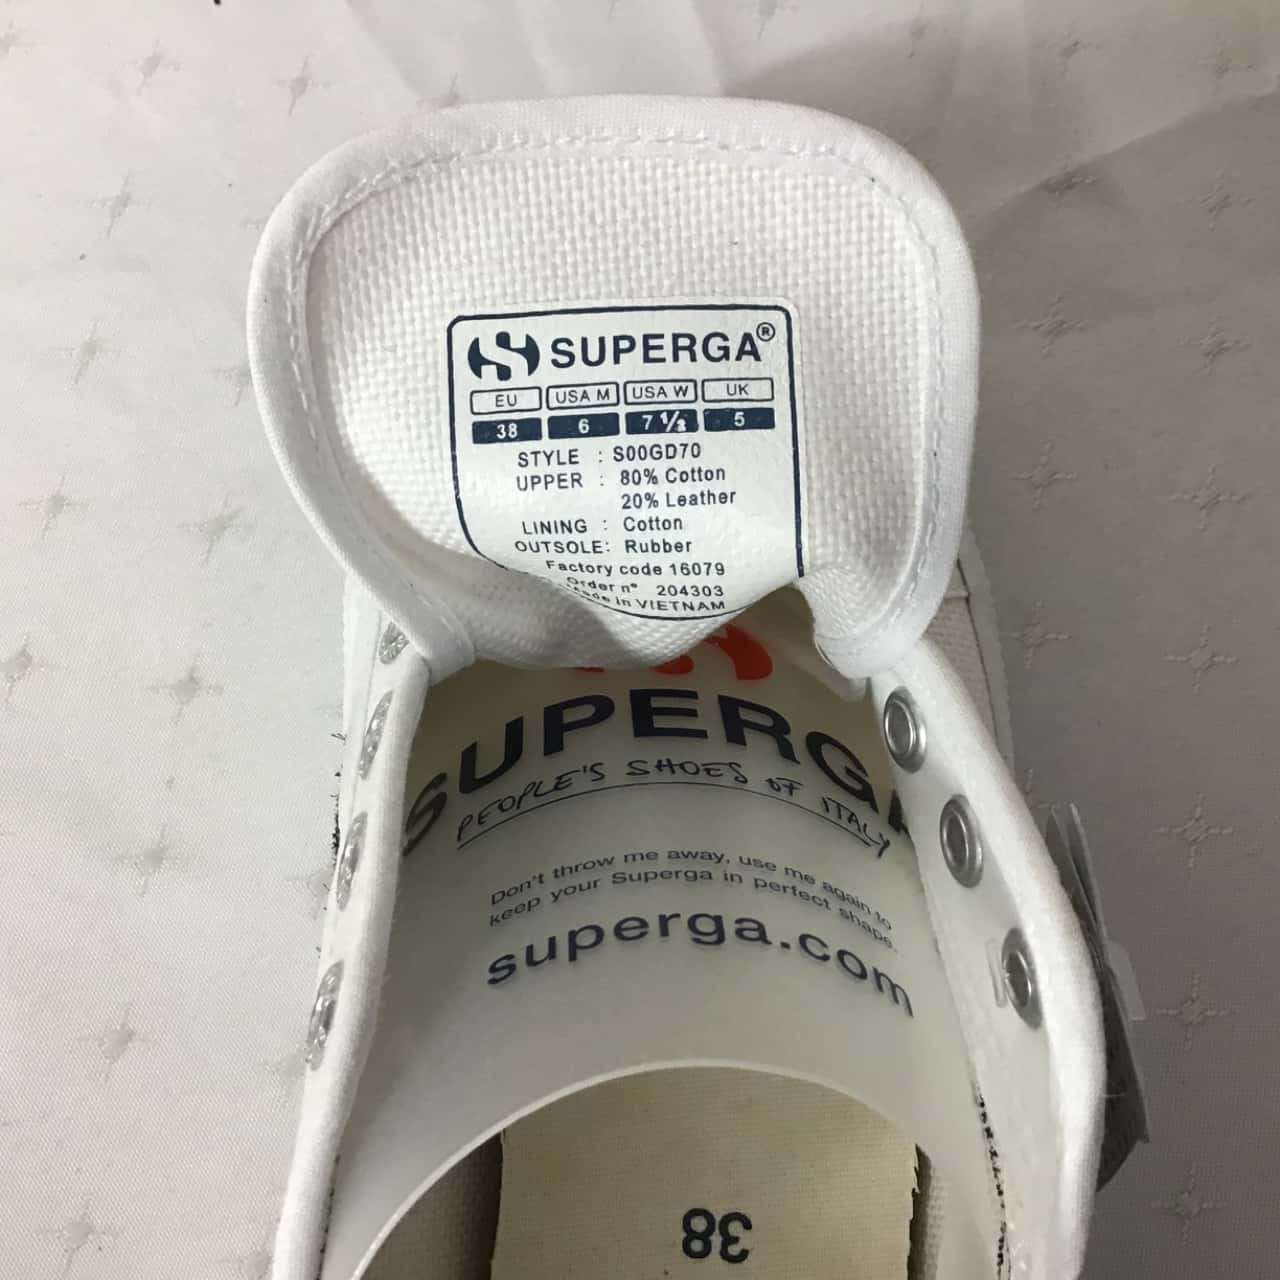 SUPERGA®
EU USA M USA W UK
38 6 7 ½ 5
STYLE : S00GD70
UPPER : 80% Cotton
20% Leather
LINING : Cotton
OUTSOLE: Rubber
Factory code 16079
Order n° 204303
Made in VIETNAM
SUPERGA
PEOPLE'S SHOES OF ITALY
Don't throw me away, use me again to
keep your Superga in perfect shape.
superga.com
38